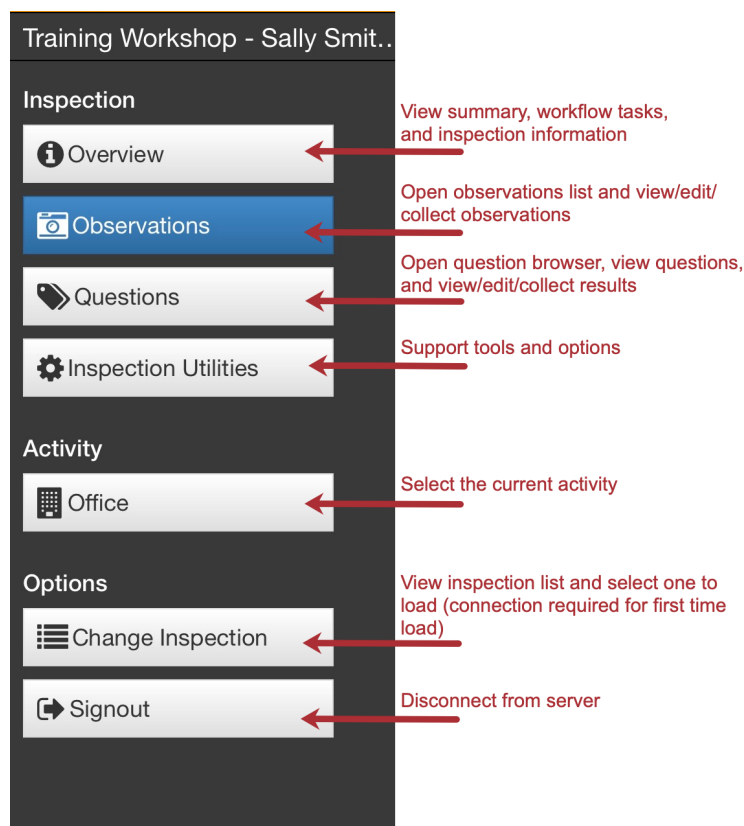 Training Workshop - Sally Smit..
Inspection
Overview
View summary, workflow tasks,
and inspection information
Observations
Open observations list and view/edit/
collect observations
Questions
Open question browser, view questions,
and view/edit/collect results
Inspection Utilities
Support tools and options
Activity
Office
Select the current activity
Options
Change Inspection
View inspection list and select one to
load (connection required for first time
load)
Signout
Disconnect from server